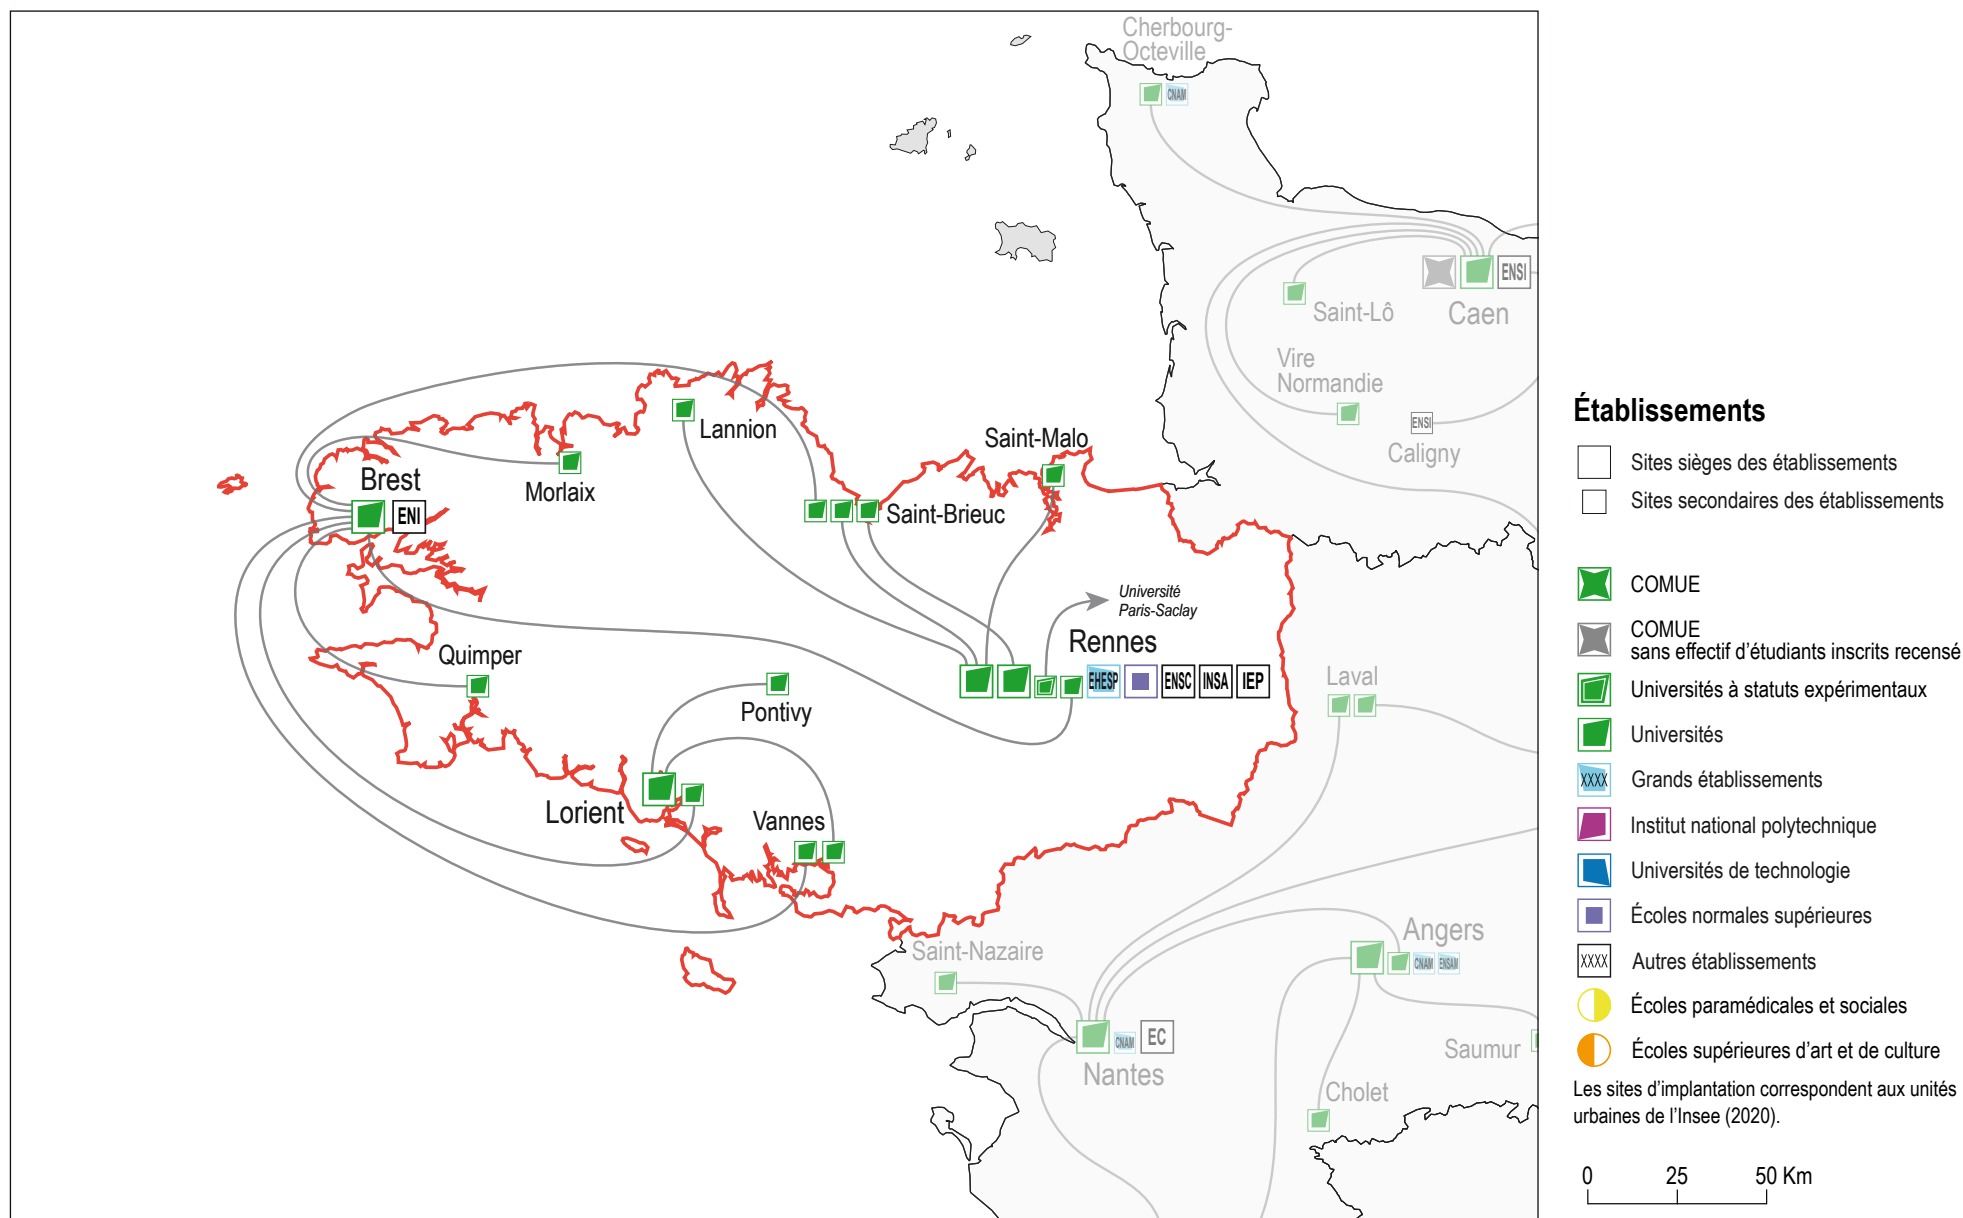 Cherbourg-
Octeville
CNAM
ENSI
Saint-Lô
Caen
Vire
Normandie
ENSI
Caligny
Lannion
Saint-Malo
Morlaix
Brest
ENI
Saint-Brieuc
Université
Paris-Saclay
Rennes
EHESP
ENSC
INSA
IEP
Quimper
Pontivy
Laval
Lorient
Vannes
Saint-Nazaire
Angers
CNAM
ENSAM
CNAM
EC
Nantes
Saumur
Cholet
Établissements
Sites sièges des établissements
Sites secondaires des établissements
COMUE
COMUE
sans effectif d’étudiants inscrits recensé
Universités à statuts expérimentaux
Universités
XXXX
Grands établissements
Institut national polytechnique
Universités de technologie
Écoles normales supérieures
XXXX
Autres établissements
Écoles paramédicales et sociales
Écoles supérieures d’art et de culture
Les sites d’implantation correspondent aux unités
urbaines de l’Insee (2020).
0 25 50 Km